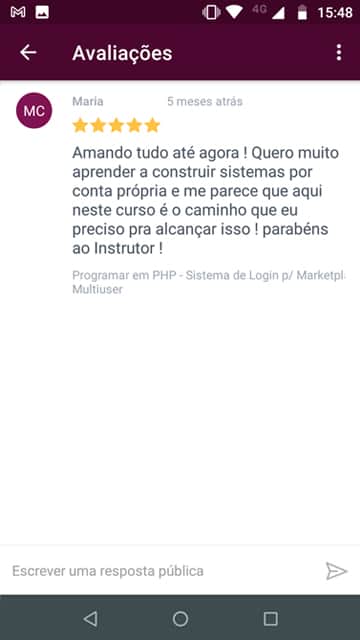 4G 15:48
Avaliações
MC Maria 5 meses atrás
Amando tudo até agora ! Quero muito
aprender a construir sistemas por
conta própria e me parece que aqui
neste curso é o caminho que eu
preciso pra alcançar isso ! parabéns
ao Instrutor !
Programar em PHP - Sistema de Login p/ Marketpl
Multiuser
Escrever uma resposta pública